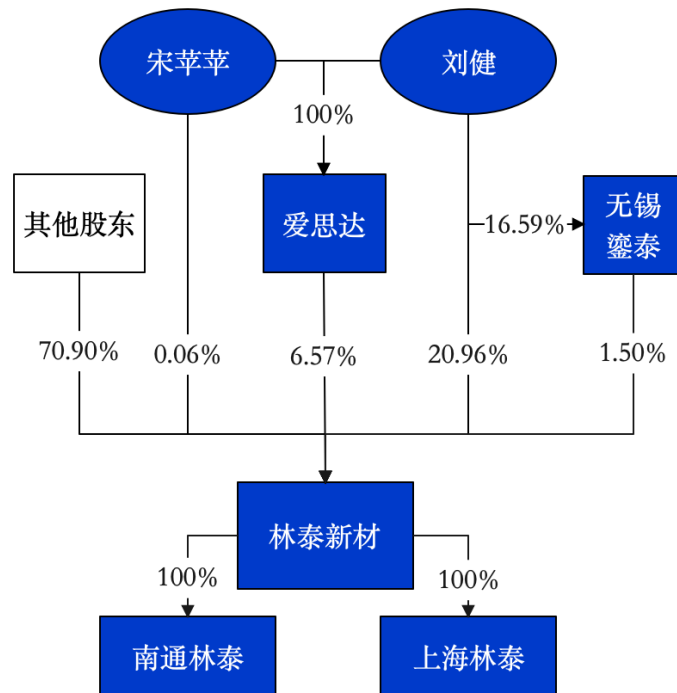 宋苹苹
刘健
100%
其他股东
爱思达
16.59%
无锡
鎏泰
70.90%
0.06%
6.57%
20.96%
1.50%
林泰新材
100%
100%
南通林泰
上海林泰